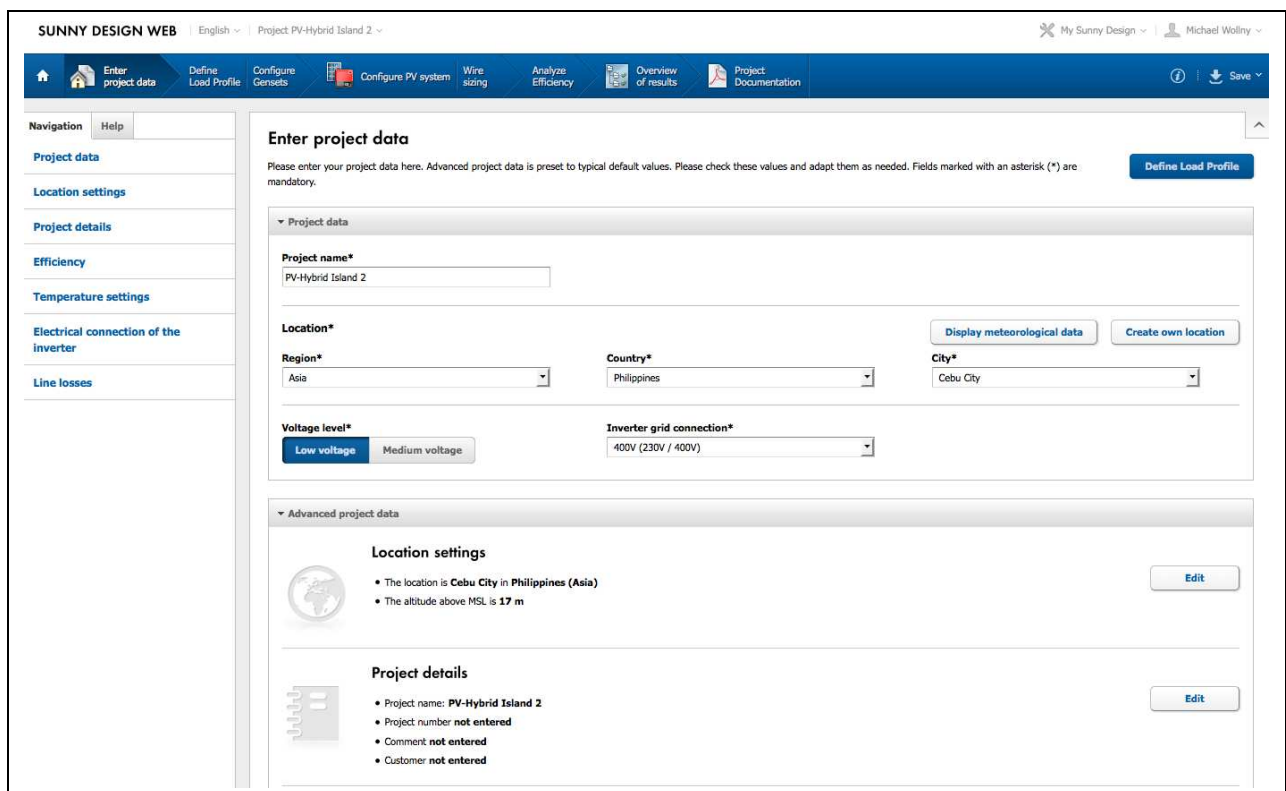 SUNNY DESIGN WEB English Project PV-Hybrid Island 2 My Sunny Design Michael Wollny
Enter project data Define Load Profile Configure Gensets Configure PV system Wire sizing Analyze Efficiency Overview of results Project Documentation Save
Navigation Help
Project data
Location settings
Project details
Efficiency
Temperature settings
Electrical connection of the
inverter
Line losses
Enter project data
Please enter your project data here. Advanced project data is preset to typical default values. Please check these values and adapt them as needed. Fields marked with an asterisk (*) are
mandatory.
Define Load Profile
Project data
Project name*
PV-Hybrid Island 2
Location* Display meteorological data Create own location
Region* Country* City*
Asia Philippines Cebu City
Voltage level* Inverter grid connection*
Low voltage Medium voltage 400V (230V / 400V)
Advanced project data
Location settings
• The location is Cebu City in Philippines (Asia)
• The altitude above MSL is 17 m
Edit
Project details
• Project name: PV-Hybrid Island 2
• Project number not entered
• Comment not entered
• Customer not entered
Edit